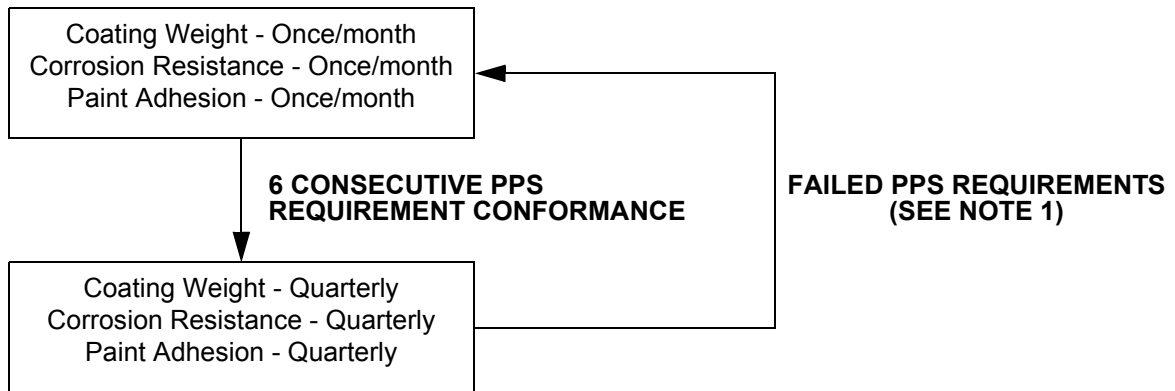 Coating Weight - Once/month
Corrosion Resistance - Once/month
Paint Adhesion - Once/month
6 CONSECUTIVE PPS
REQUIREMENT CONFORMANCE
FAILED PPS REQUIREMENTS
(SEE NOTE 1)
Coating Weight - Quarterly
Corrosion Resistance - Quarterly
Paint Adhesion - Quarterly